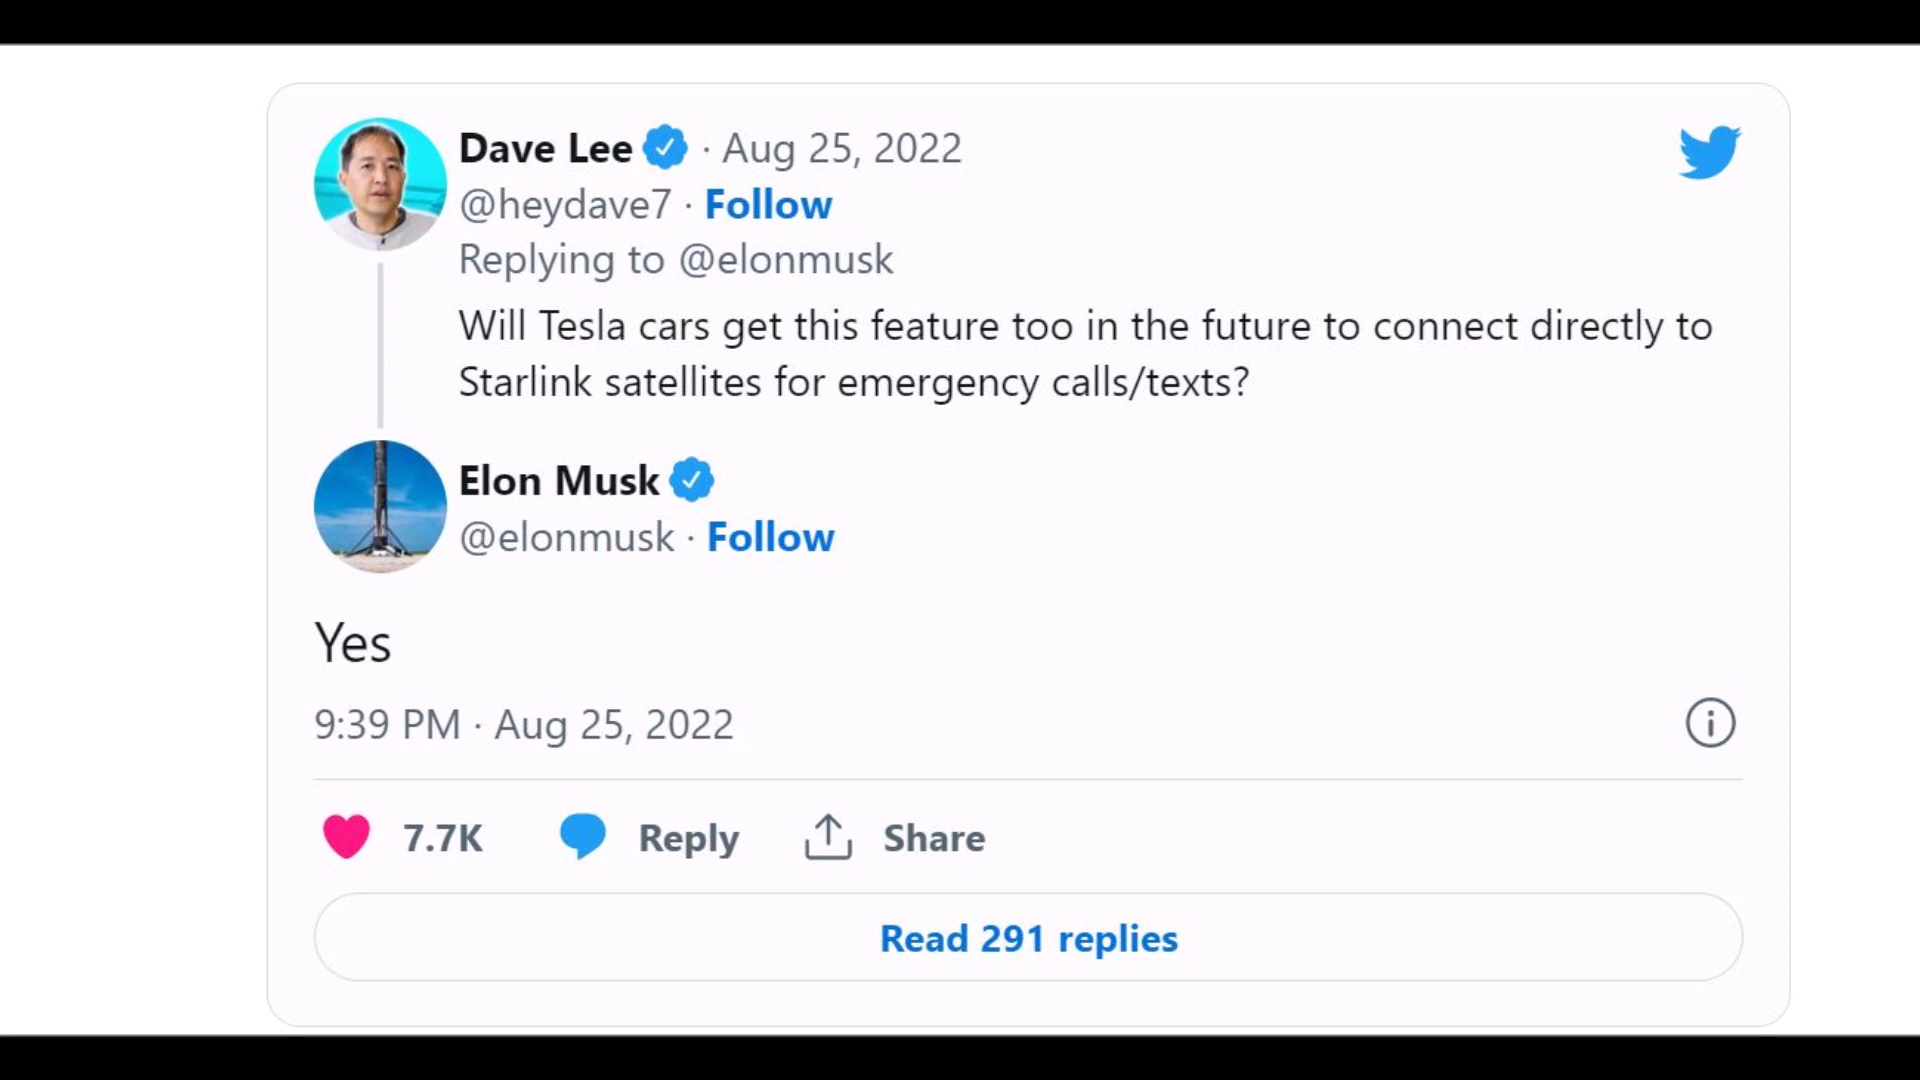 Dave Lee · Aug 25, 2022
@heydave7 · Follow
Replying to @elonmusk
Will Tesla cars get this feature too in the future to connect directly to
Starlink satellites for emergency calls/texts?
Elon Musk
@elonmusk · Follow
Yes
9:39 PM · Aug 25, 2022
7.7K Reply Share
Read 291 replies